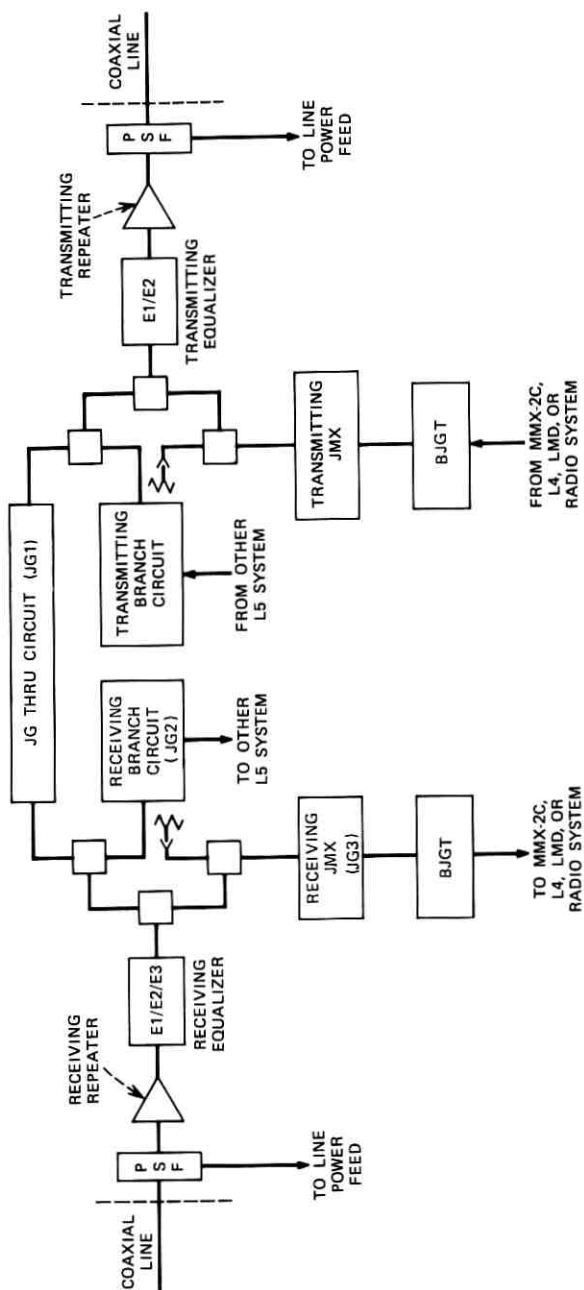 COAXIAL
LINE
P
S
F
TO LINE
POWER
FEED
RECEIVING
REPEATER
E1/E2/E3
RECEIVING
EQUALIZER
JG THRU CIRCUIT (JG1)
RECEIVING
BRANCH
CIRCUIT
(JG2)
TO OTHER
L5 SYSTEM
RECEIVING
JMX
(JG3)
BJGT
TO MMX-2C,
L4, LMD, OR
RADIO SYSTEM
TRANSMITTING
BRANCH
CIRCUIT
FROM OTHER
L5 SYSTEM
TRANSMITTING
JMX
BJGT
FROM MMX-2C,
L4, LMD, OR
RADIO SYSTEM
E1/E2
TRANSMITTING
EQUALIZER
TRANSMITTING
REPEATER
P
S
F
TO LINE
POWER
FEED
COAXIAL
LINE